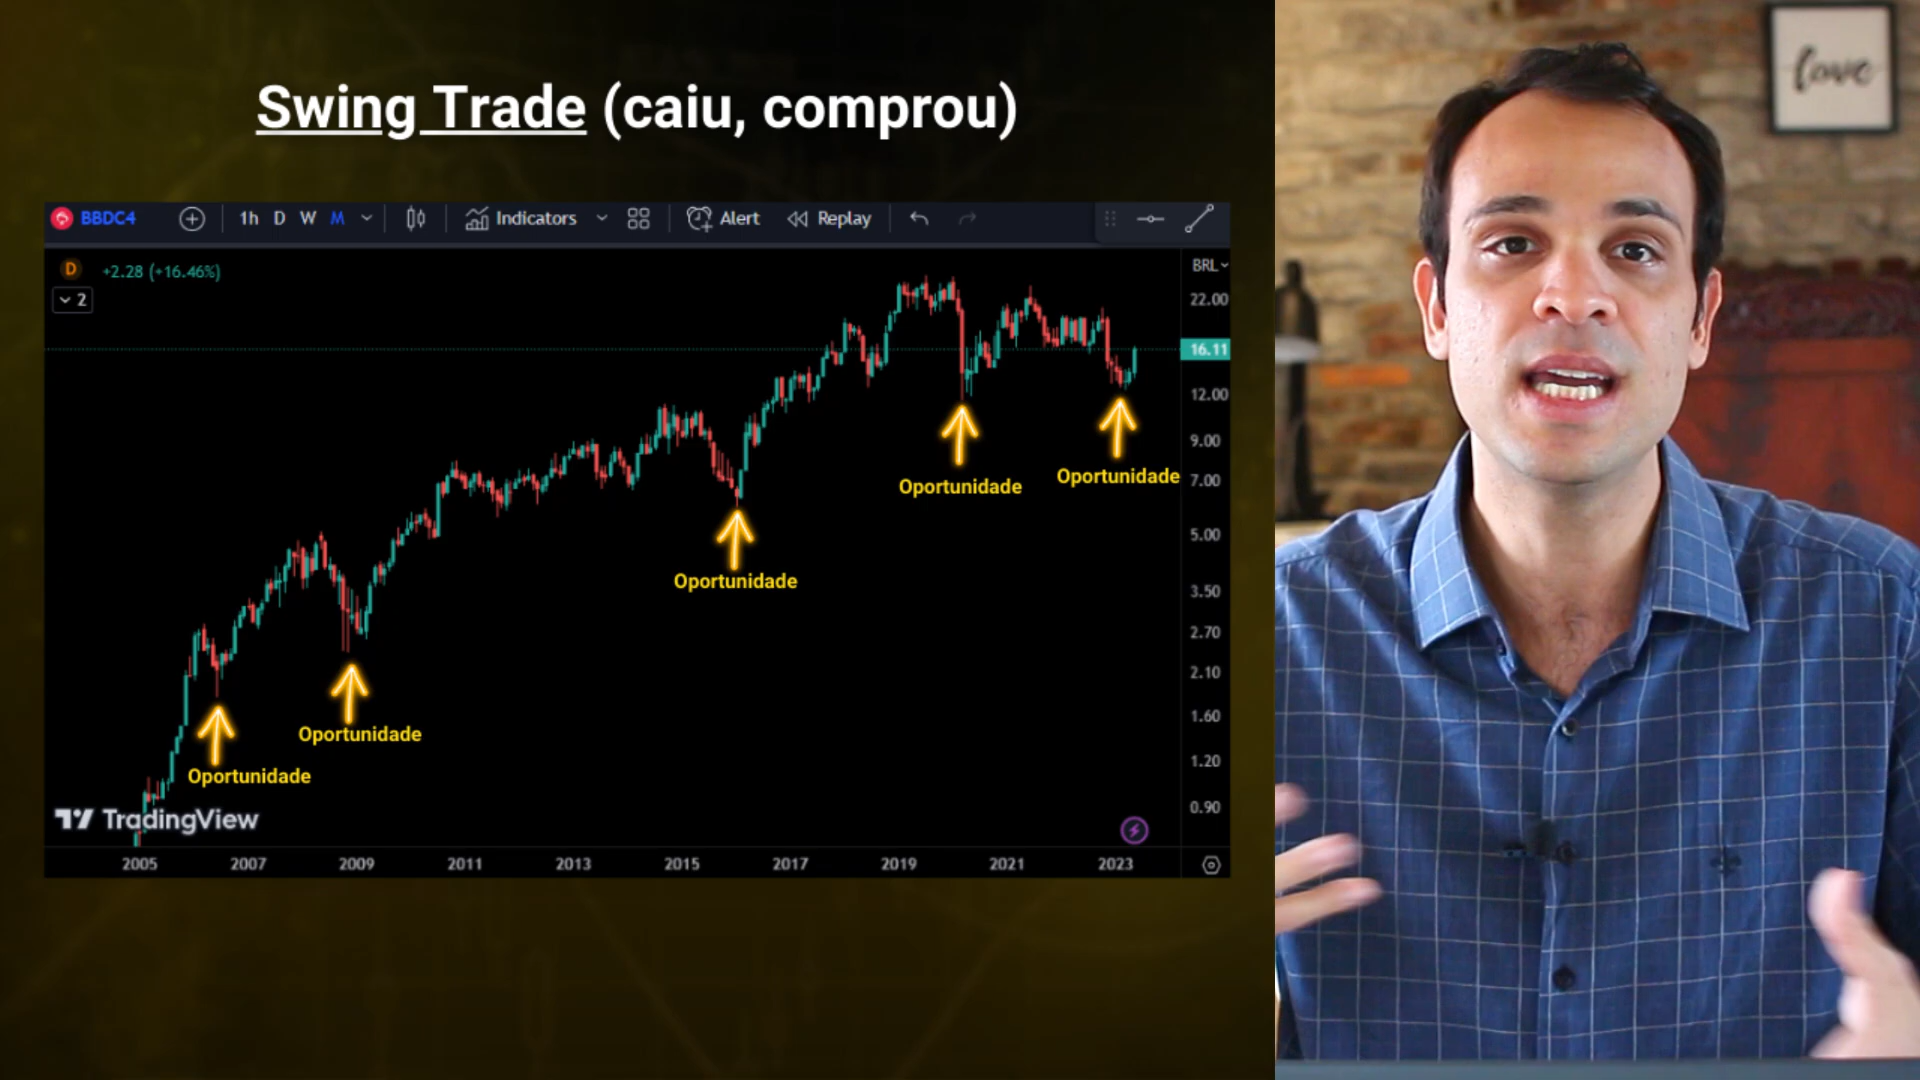 Swing Trade (caiu, comprou)
BBDC4 1h D W M Indicators Alert Replay
D +2.28 (+16.46%)
2
BRL
22.00
16.11
12.00
9.00
7.00
5.00
3.50
2.70
2.10
1.60
1.20
0.90
Oportunidade
Oportunidade
Oportunidade
Oportunidade
Oportunidade
TradingView
2005 2007 2009 2011 2013 2015 2017 2019 2021 2023
love